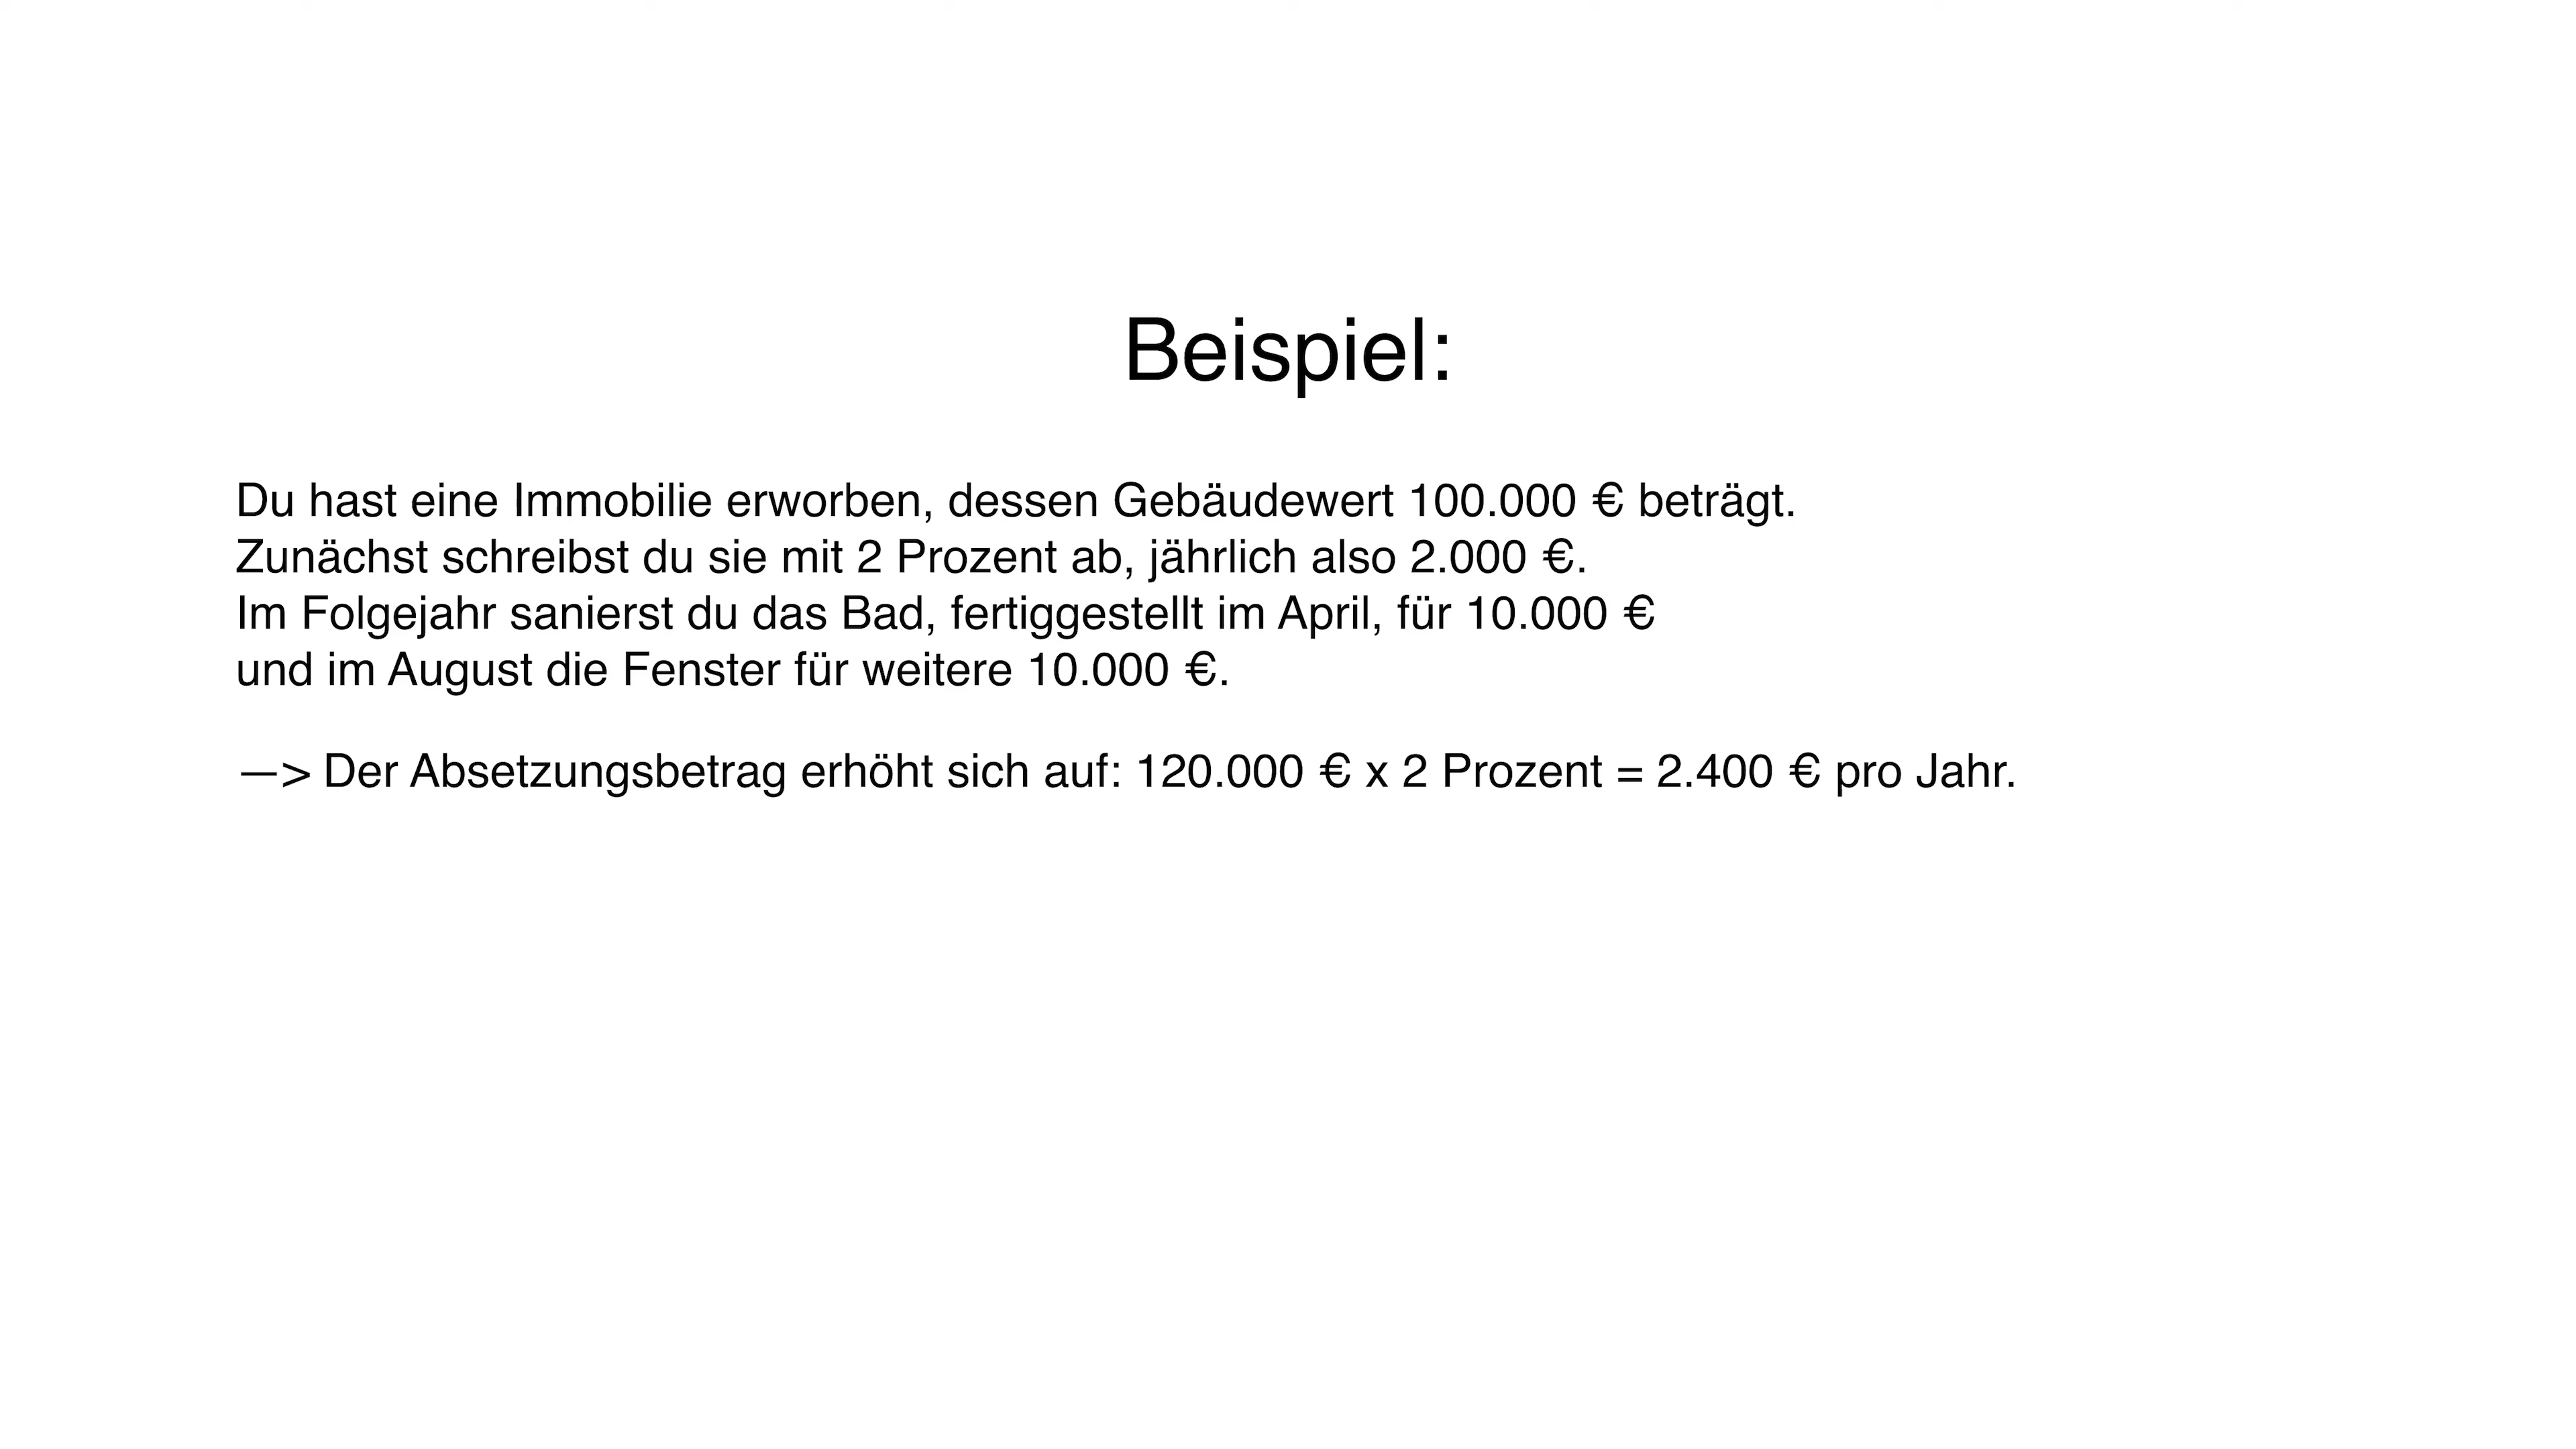 Beispiel:
Du hast eine Immobilie erworben, dessen Gebäudewert 100.000 € beträgt.
Zunächst schreibst du sie mit 2 Prozent ab, jährlich also 2.000 €.
Im Folgejahr sanierst du das Bad, fertiggestellt im April, für 10.000 €
und im August die Fenster für weitere 10.000 €.
—> Der Absetzungsbetrag erhöht sich auf: 120.000 € x 2 Prozent = 2.400 € pro Jahr.